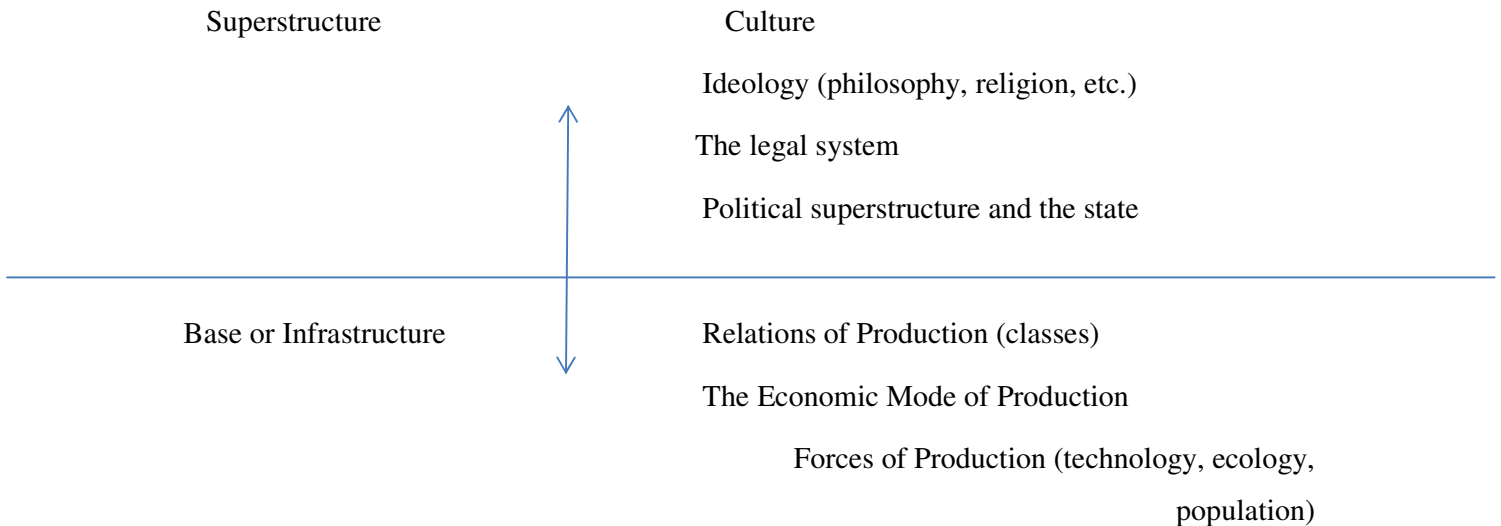 Superstructure Culture
Ideology (philosophy, religion, etc.)
The legal system
Political superstructure and the state
Base or Infrastructure Relations of Production (classes)
The Economic Mode of Production
Forces of Production (technology, ecology,
population)